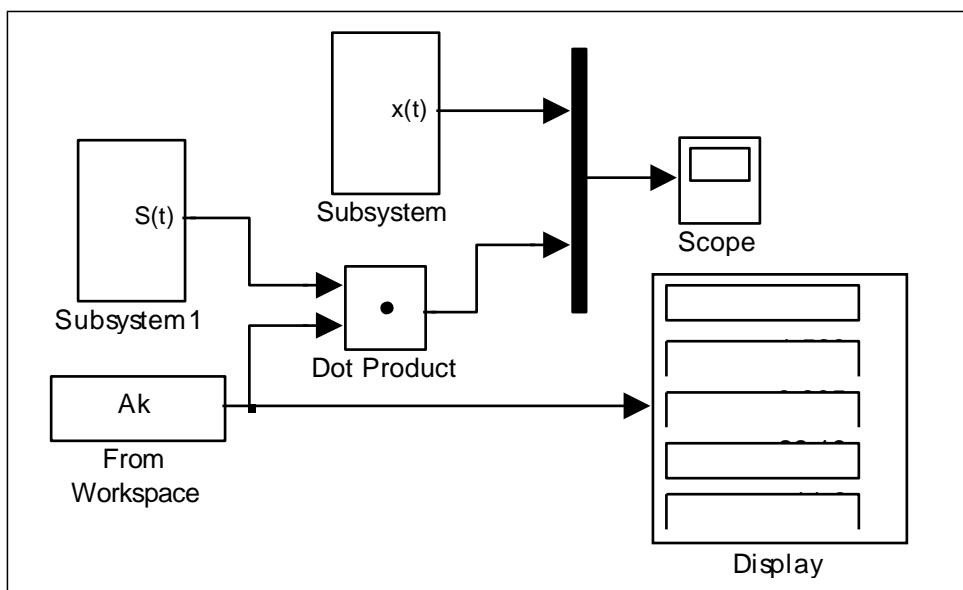 x(t)
Subsystem
S(t)
Subsystem1
Scope
Dot Product
Ak
From
Workspace
Display